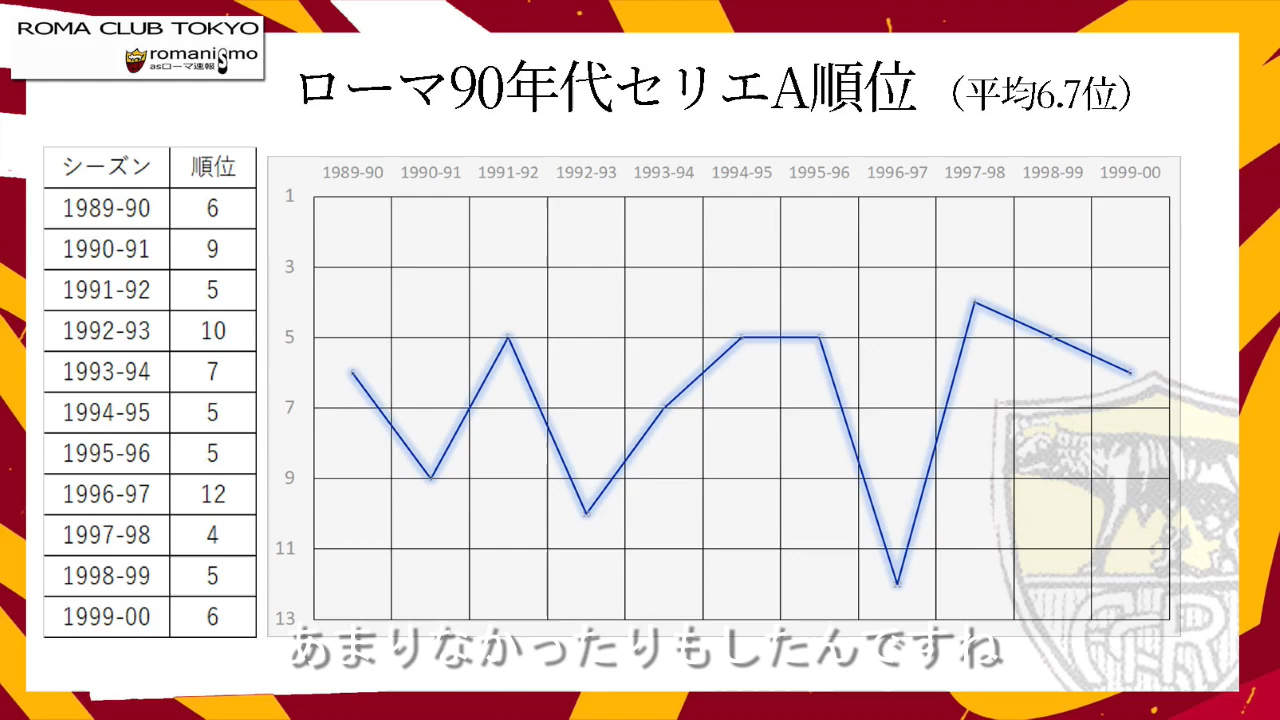 ROMA CLUB TOKYO
romanismo
asローマ速報
ローマ90年代セリエA順位 (平均6.7位)
シーズン 順位
1989-90 6
1990-91 9
1991-92 5
1992-93 10
1993-94 7
1994-95 5
1995-96 5
1996-97 12
1997-98 4
1998-99 5
1999-00 6
1989-90 1990-91 1991-92 1992-93 1993-94 1994-95 1995-96 1996-97 1997-98 1998-99 1999-00
1
3
5
7
9
11
13
あまりなかったりもしたんですね